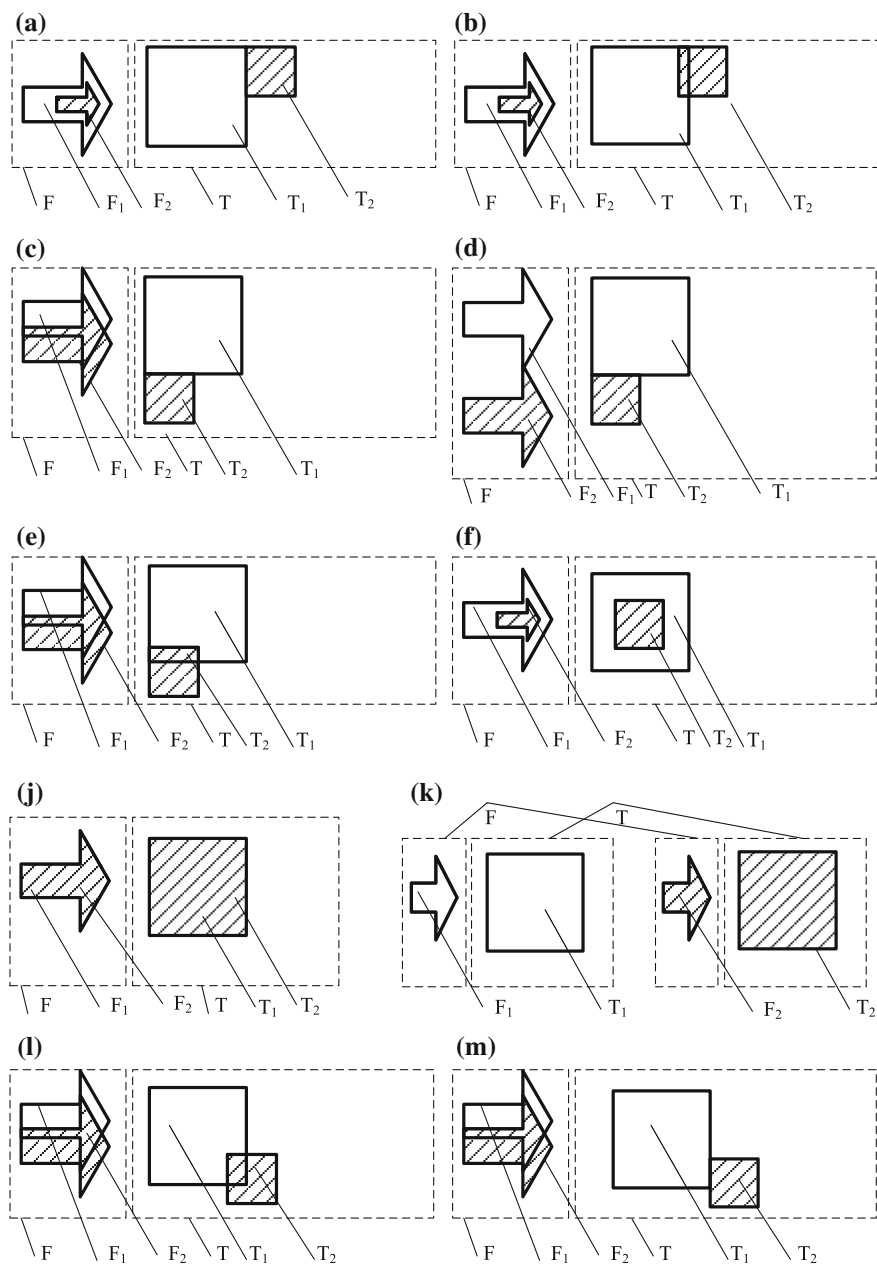 (a) (b)
F F₁ F₂ T T₁ T₂ F F₁ F₂ T T₁ T₂
(c) (d)
F F₁ F₂ T T₂ T₁ F F₂ F₁ T T₂ T₁
(e) (f)
F F₁ F₂ T T₂ T₁ F F₁ F₂ T T₂ T₁
(j) (k)
F T
F F₁ F₂ T T₁ T₂ F₁ T₁ F₂ T₂
(l) (m)
F F₁ F₂ T T₁ T₂ F F₁ F₂ T T₁ T₂